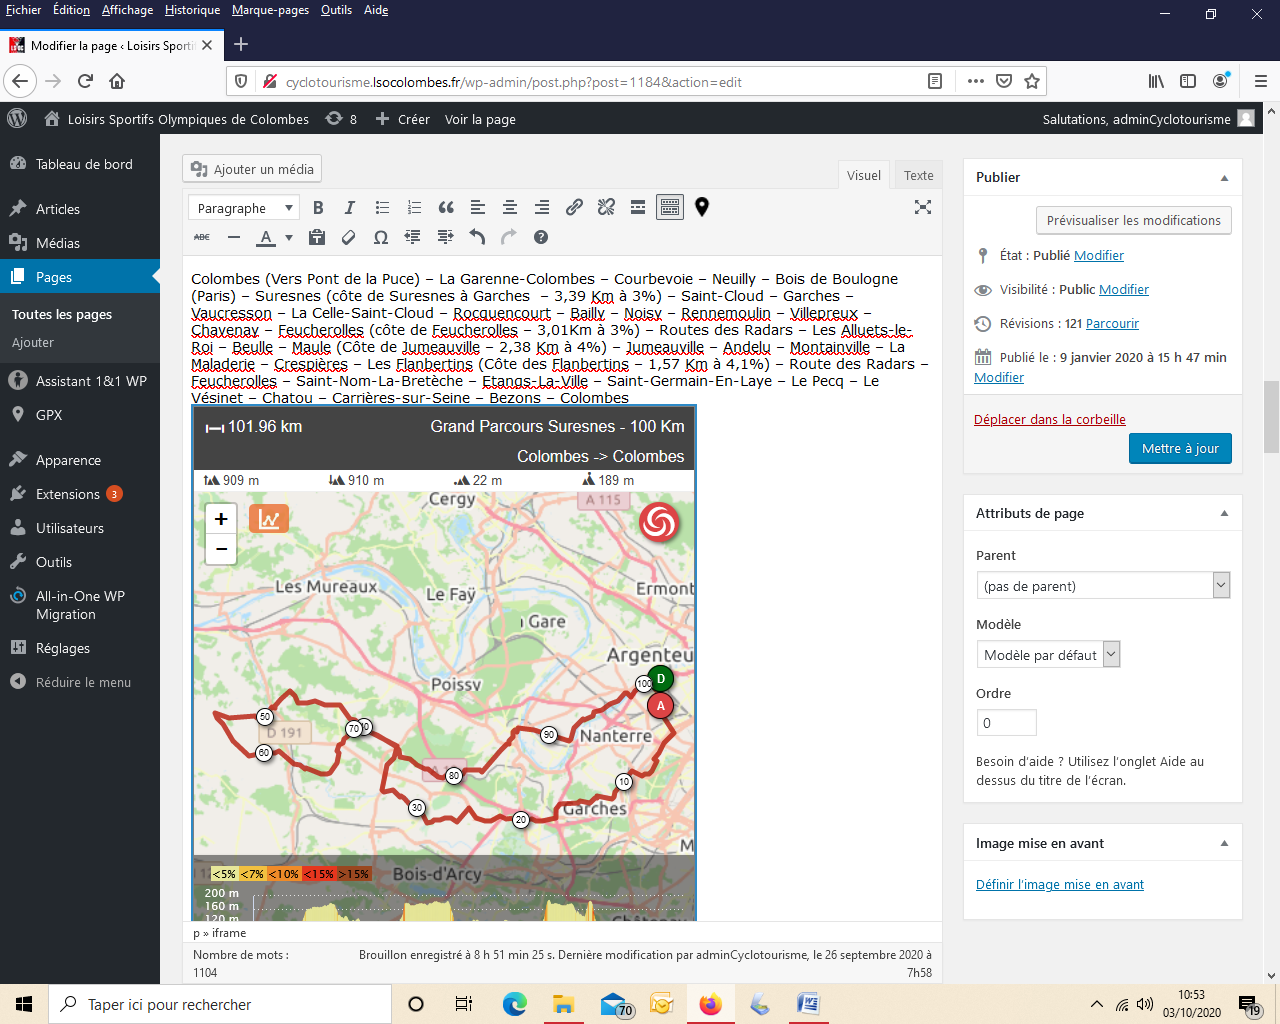 Fichier Édition Affichage Historique Marque-pages Outils Aide
Modifier la page ‹ Loisirs Sporti
cyclotourisme.lsocolombes.fr/wp-admin/post.php?post=1184&action=edit
Loisirs Sportifs Olympiques de Colombes 8 Créer Voir la page Salutations, adminCyclotourisme
Tableau de bord
Articles
Médias
Pages
Toutes les pages
Ajouter
Assistant 1&1 WP
GPX
Apparence
Extensions 3
Utilisateurs
Outils
All-in-One WP
Migration
Réglages
Réduire le menu
Ajouter un média
Visuel Texte
Paragraphe B I
ABC A
Colombes (Vers Pont de la Puce) – La Garenne-Colombes – Courbevoie – Neuilly – Bois de Boulogne
(Paris) – Suresnes (côte de Suresnes à Garches – 3,39 Km à 3%) – Saint-Cloud – Garches –
Vaucresson – La Celle-Saint-Cloud – Rocquencourt – Bailly – Noisy – Rennemoulin – Villepreux –
Chavenay – Feucherolles (côte de Feucherolles – 3,01Km à 3%) – Routes des Radars – Les Alluets-le-
Roi – Beulle – Maule (Côte de Jumeauville – 2,38 Km à 4%) – Jumeauville – Andelu – Montainville – La
Maladerie – Crespières – Les Flanbertins (Côte des Flanbertins – 1,57 Km à 4,1%) – Route des Radars –
Feucherolles – Saint-Nom-La-Bretèche – Etangs-La-Ville – Saint-Germain-En-Laye – Le Pecq – Le
Vésinet – Chatou – Carrières-sur-Seine – Bezons – Colombes
101.96 km Grand Parcours Suresnes - 100 Km
Colombes -> Colombes
909 m 910 m 22 m 189 m
+
−
Cergy
A 115
Les Mureaux
Le Faÿ
Ermont
Gare
Argenteu
Poissy
100 D
A
50
D 191
70
60
90
Nanterre
80
10
30
20
Garches
M
<5% <7% <10% <15% >15%
Bois-d'Arcy
200 m
160 m
120 m
Château
p » iframe
Nombre de mots :
1104
Brouillon enregistré à 8 h 51 min 25 s. Dernière modification par adminCyclotourisme, le 26 septembre 2020 à
7h58
Publier
Prévisualiser les modifications
État : Publié Modifier
Visibilité : Public Modifier
Révisions : 121 Parcourir
Publié le : 9 janvier 2020 à 15 h 47 min
Modifier
Déplacer dans la corbeille
Mettre à jour
Attributs de page
Parent
(pas de parent)
Modèle
Modèle par défaut
Ordre
0
Besoin d’aide ? Utilisez l’onglet Aide au
dessus du titre de l’écran.
Image mise en avant
Définir l’image mise en avant
Taper ici pour rechercher
70
10:53
03/10/2020
19